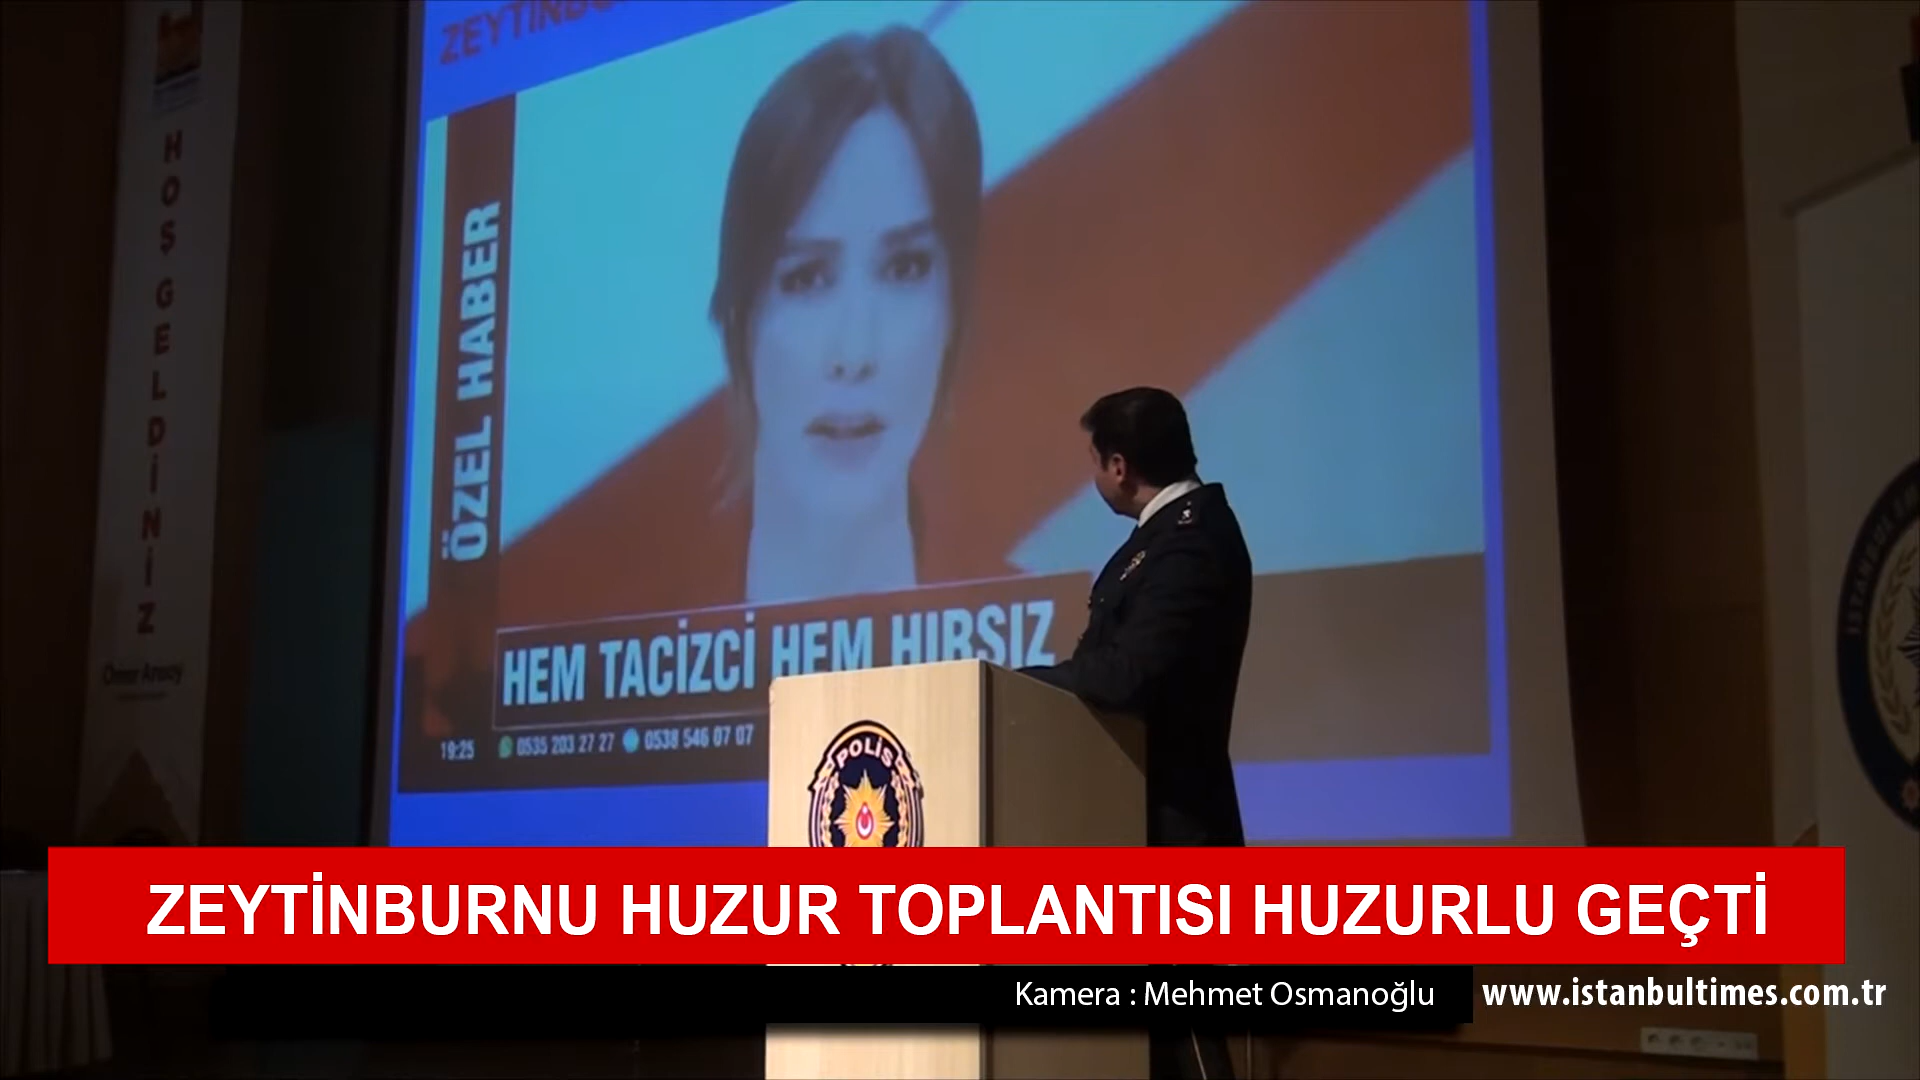 ZEYTİNBU
HOŞ GELDİNİZ
ÖZEL HABER
HEM TACİZCİ HEM HIRSIZ
19:25 0535 203 27 27 0538 546 07 07
POLİS
İSTANBUL
ZEYTİNBURNU HUZUR TOPLANTISI HUZURLU GEÇTİ
Kamera : Mehmet Osmanoğlu
www.istanbultimes.com.tr